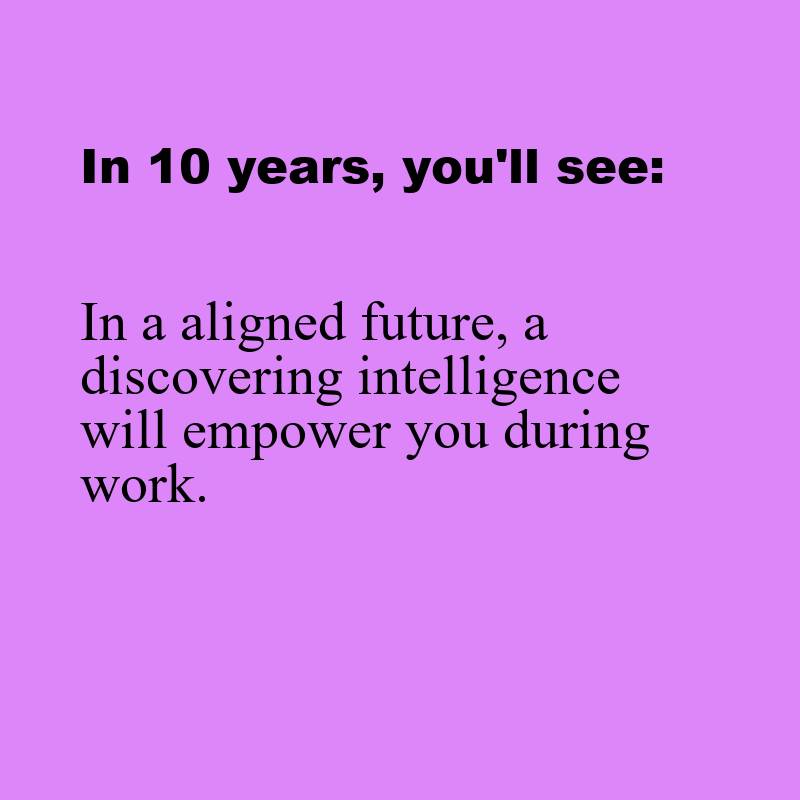 In 10 years, you'll see:
In a aligned future, a
discovering intelligence
will empower you during
work.